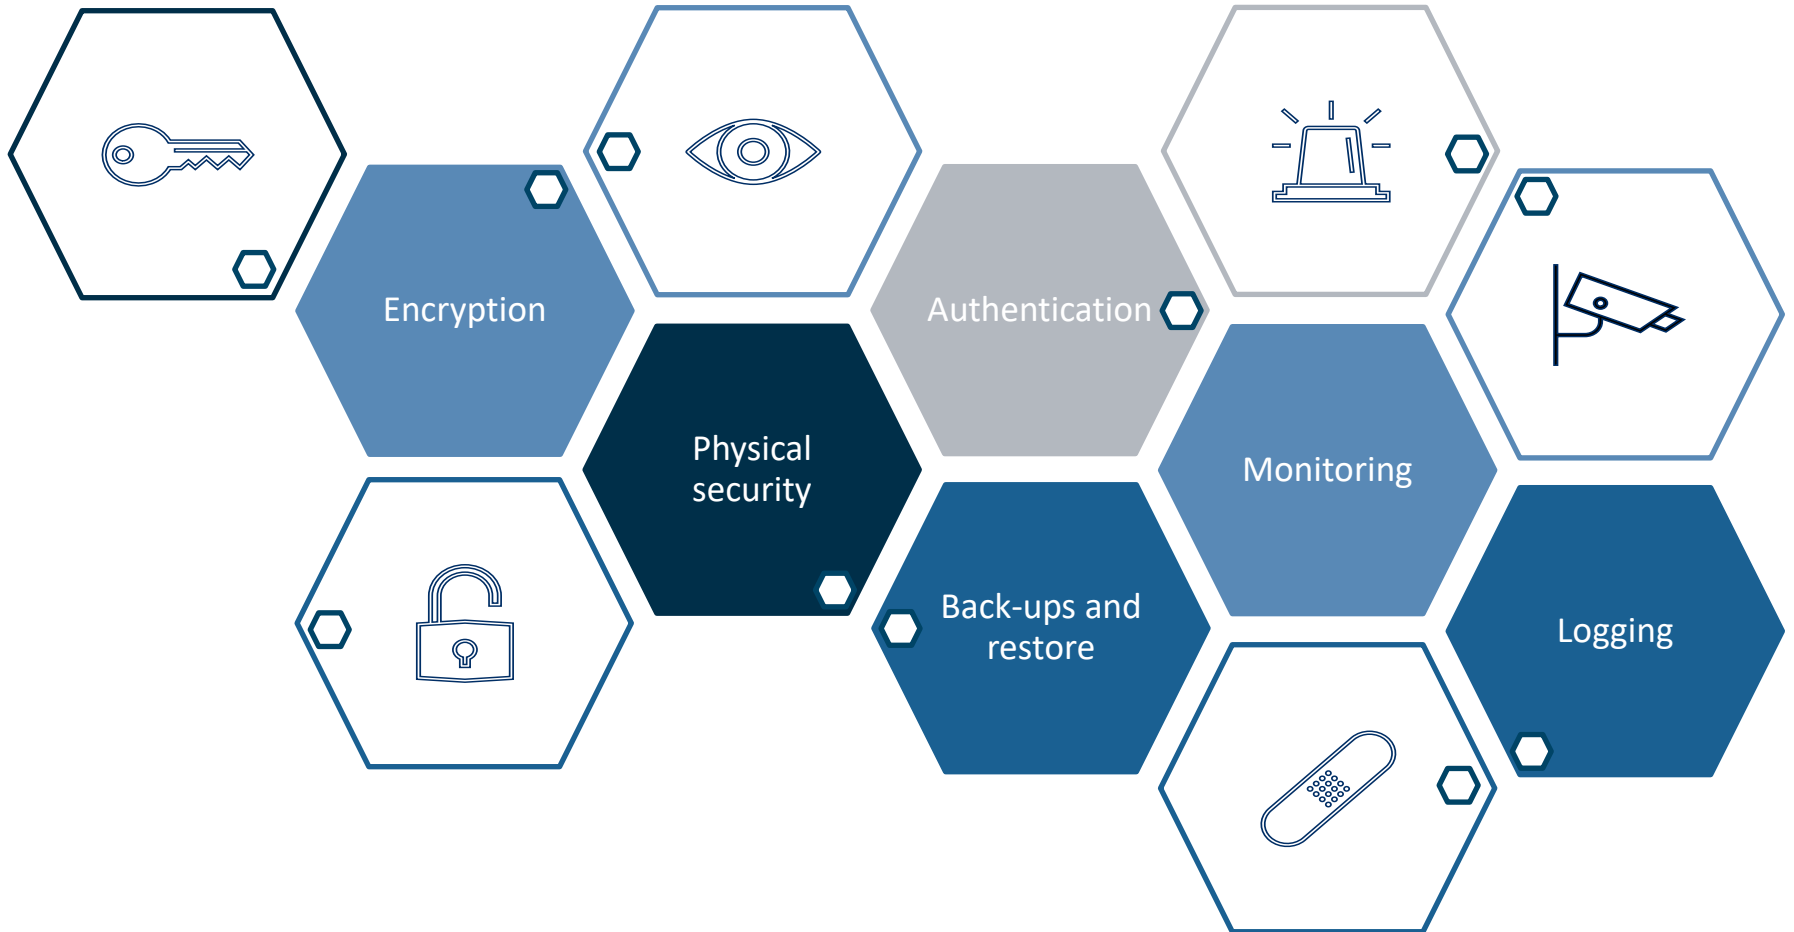 Encryption
Authentication
Physical
security
Monitoring
Back-ups and
restore
Logging